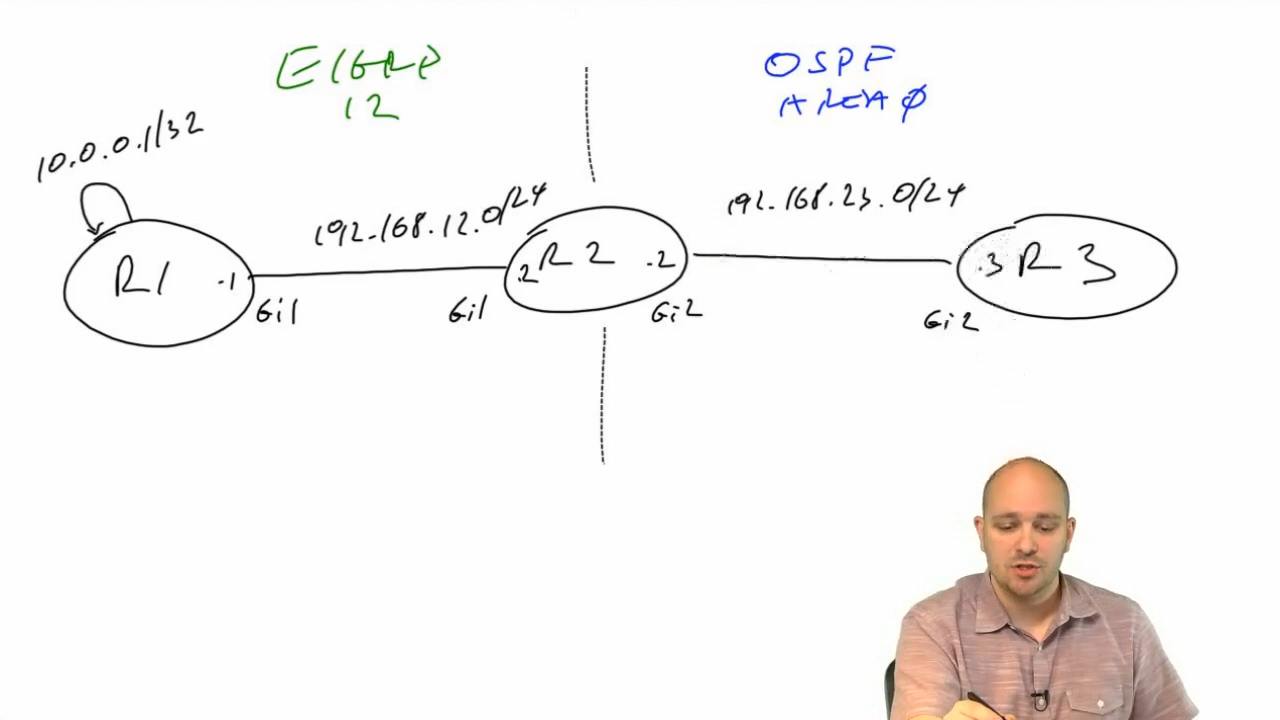 EIGRP
12
OSPF
AREA 0
10.0.0.1/32
192.168.12.0/24
192.168.23.0/24
R1
.1
.2
R2
.2
.3
R3
Gi1
Gi1
Gi2
Gi2